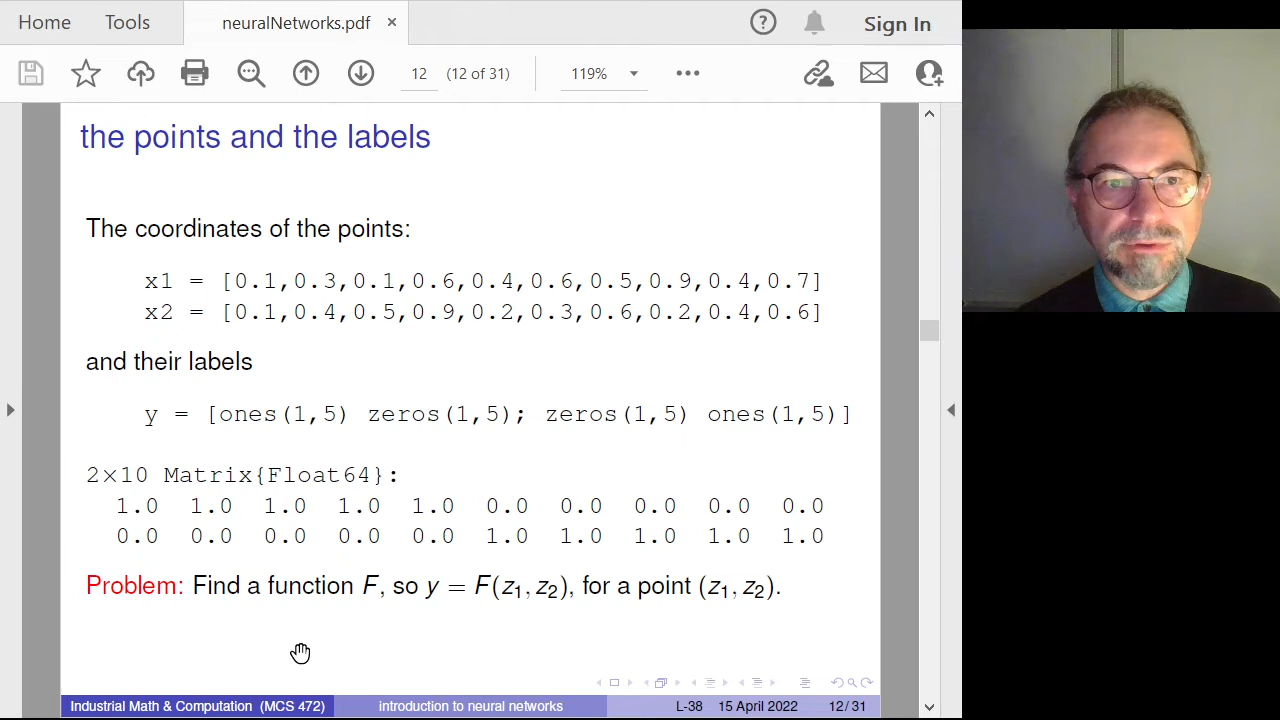 Home Tools neuralNetworks.pdf × Sign In
12 (12 of 31) 119%
the points and the labels
The coordinates of the points:
x1 = [0.1,0.3,0.1,0.6,0.4,0.6,0.5,0.9,0.4,0.7]
x2 = [0.1,0.4,0.5,0.9,0.2,0.3,0.6,0.2,0.4,0.6]
and their labels
y = [ones(1,5) zeros(1,5); zeros(1,5) ones(1,5)]
2×10 Matrix{Float64}:
1.0 1.0 1.0 1.0 1.0 0.0 0.0 0.0 0.0 0.0
0.0 0.0 0.0 0.0 0.0 1.0 1.0 1.0 1.0 1.0
Problem: Find a function F, so y = F(z₁, z₂), for a point (z₁, z₂).
Industrial Math & Computation (MCS 472) introduction to neural networks L-38 15 April 2022 12 / 31